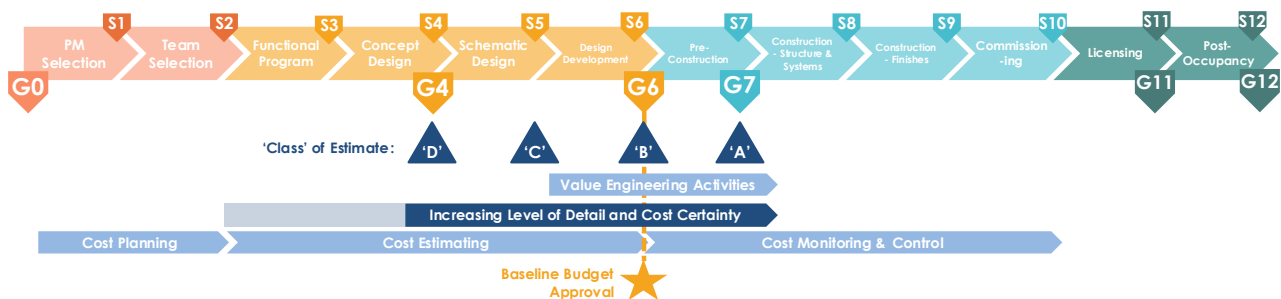 S1
S2
S3
S4
S5
S6
S7
S8
S9
S10
S11
S12
PM
Selection
Team
Selection
Functional
Program
Concept
Design
Schematic
Design
Design
Development
Pre-
Construction
Construction
- Structure &
Systems
Construction
- Finishes
Commission
-ing
Licensing
Post-
Occupancy
G0
G4
G6
G7
G11
G12
'Class' of Estimate:
'D'
'C'
'B'
'A'
Value Engineering Activities
Increasing Level of Detail and Cost Certainty
Cost Planning
Cost Estimating
Cost Monitoring & Control
Baseline Budget
Approval